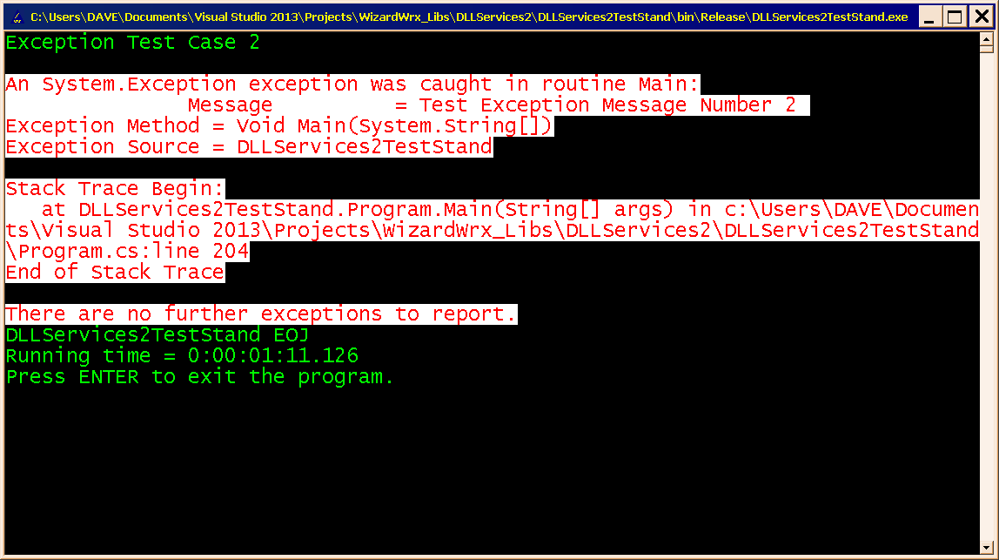 C:\Users\DAVE\Documents\Visual Studio 2013\Projects\WizardWrx_Libs\DLLServices2\DLLServices2TestStand\bin\Release\DLLServices2TestStand.exe
Exception Test Case 2
An System.Exception exception was caught in routine Main:
Message = Test Exception Message Number 2
Exception Method = Void Main(System.String[])
Exception Source = DLLServices2TestStand
Stack Trace Begin:
at DLLServices2TestStand.Program.Main(String[] args) in c:\Users\DAVE\Documen
ts\Visual Studio 2013\Projects\WizardWrx_Libs\DLLServices2\DLLServices2TestStand
\Program.cs:line 204
End of Stack Trace
There are no further exceptions to report.
DLLServices2TestStand EOJ
Running time = 0:00:01:11.126
Press ENTER to exit the program.